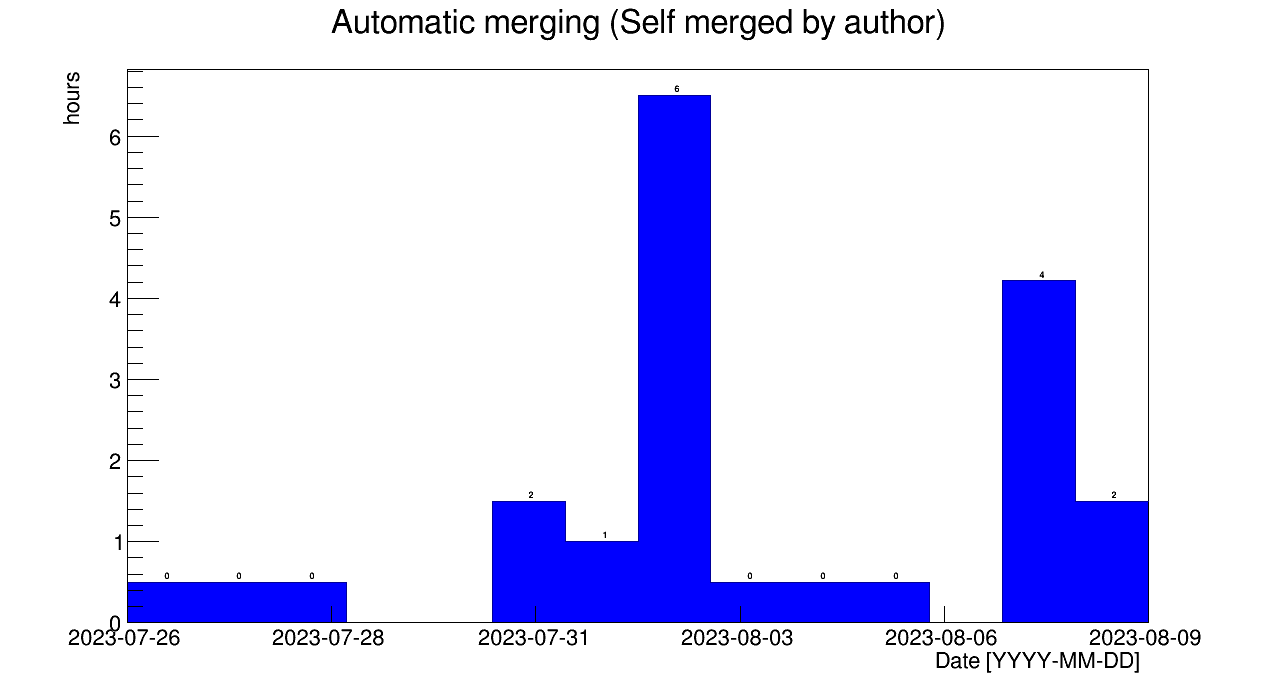 Automatic merging (Self merged by author)
hours
6
6
5
4
4
3
2
2
2
1
1
0 0 0 0 0 0
0
2023-07-26 2023-07-28 2023-07-31 2023-08-03 2023-08-06 2023-08-09
Date [YYYY-MM-DD]